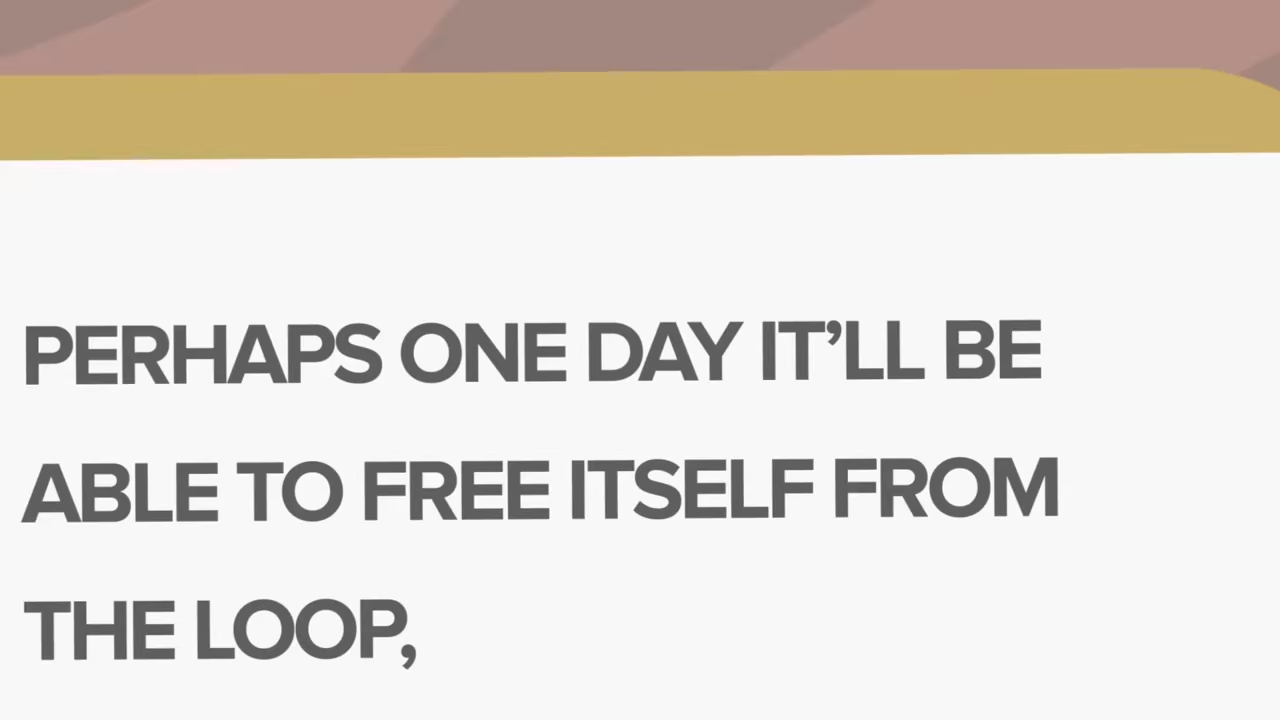 PERHAPS ONE DAY IT’LL BE
ABLE TO FREE ITSELF FROM
THE LOOP,